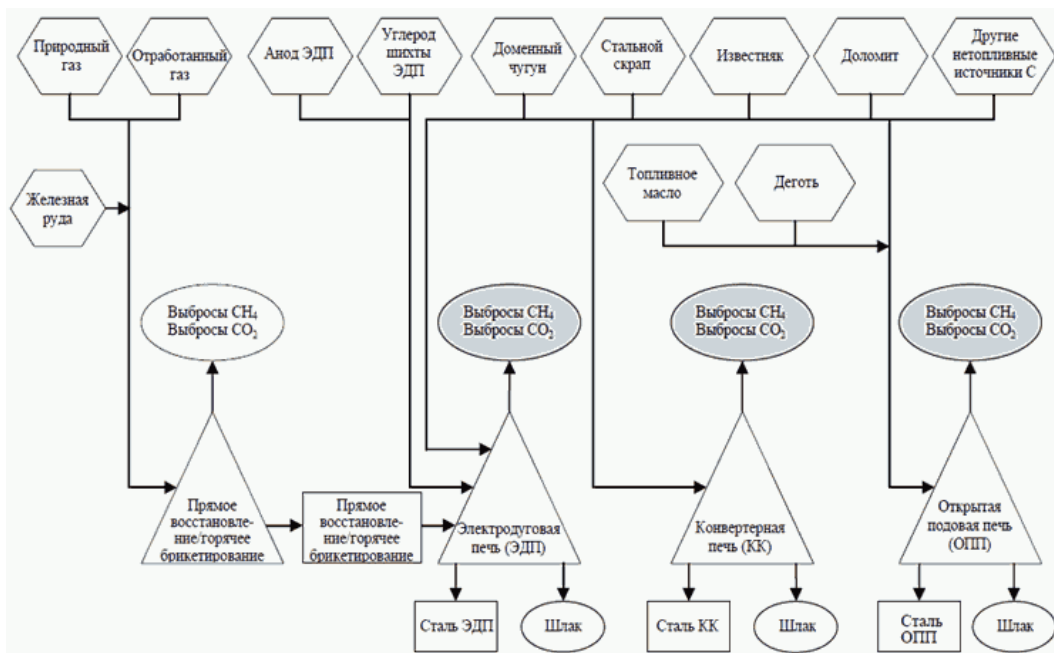 Природный
газ
Отработанный
газ
Анод ЭДП
Углерод
шихты
ЭДП
Доменный
чугун
Стальной
скрап
Известняк
Доломит
Другие
нетопливные
источники С
Железная
руда
Топливное
масло
Деготь
Выбросы CH₄
Выбросы CO₂
Выбросы CH₄
Выбросы CO₂
Выбросы CH₄
Выбросы CO₂
Выбросы CH₄
Выбросы CO₂
Прямое
восстановле-
ние/горячее
брикетирование
Прямое
восстановле-
ние/горячее
брикетирование
Электродуговая
печь (ЭДП)
Конвертерная
печь (КК)
Открытая
подовая печь
(ОПП)
Сталь ЭДП
Шлак
Сталь КК
Шлак
Сталь
ОПП
Шлак